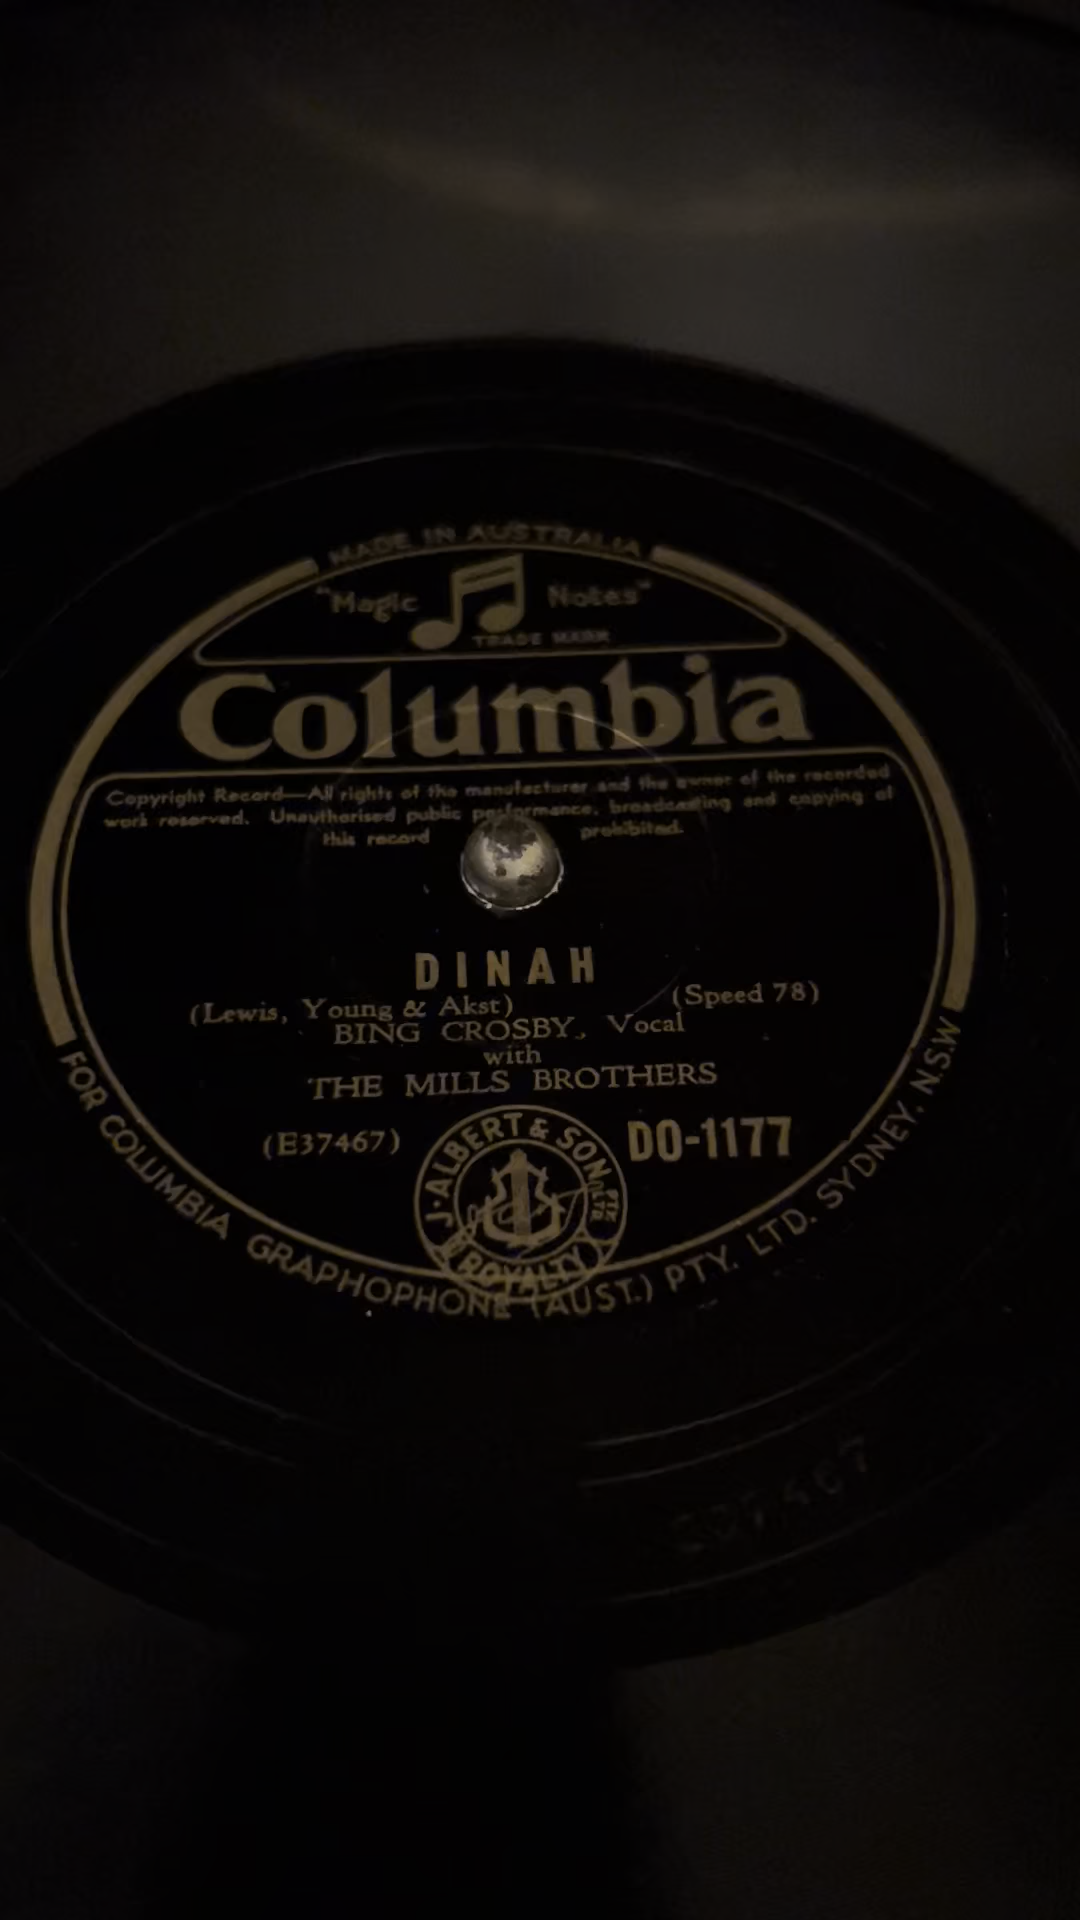 MADE IN AUSTRALIA
"Magic Notes"
TRADE MARK
Columbia
Copyright Record—All rights of the manufacturer and the owner of the recorded
work reserved. Unauthorised public performance, broadcasting and copying of
this record prohibited.
DINAH
(Lewis, Young & Akst) (Speed 78)
BING CROSBY, Vocal
with
THE MILLS BROTHERS
(E37467) DO-1177
J. ALBERT & SON PTY. LTD.
ROYALTY
FOR COLUMBIA GRAPHOPHONE (AUST.) PTY. LTD. SYDNEY. N.S.W